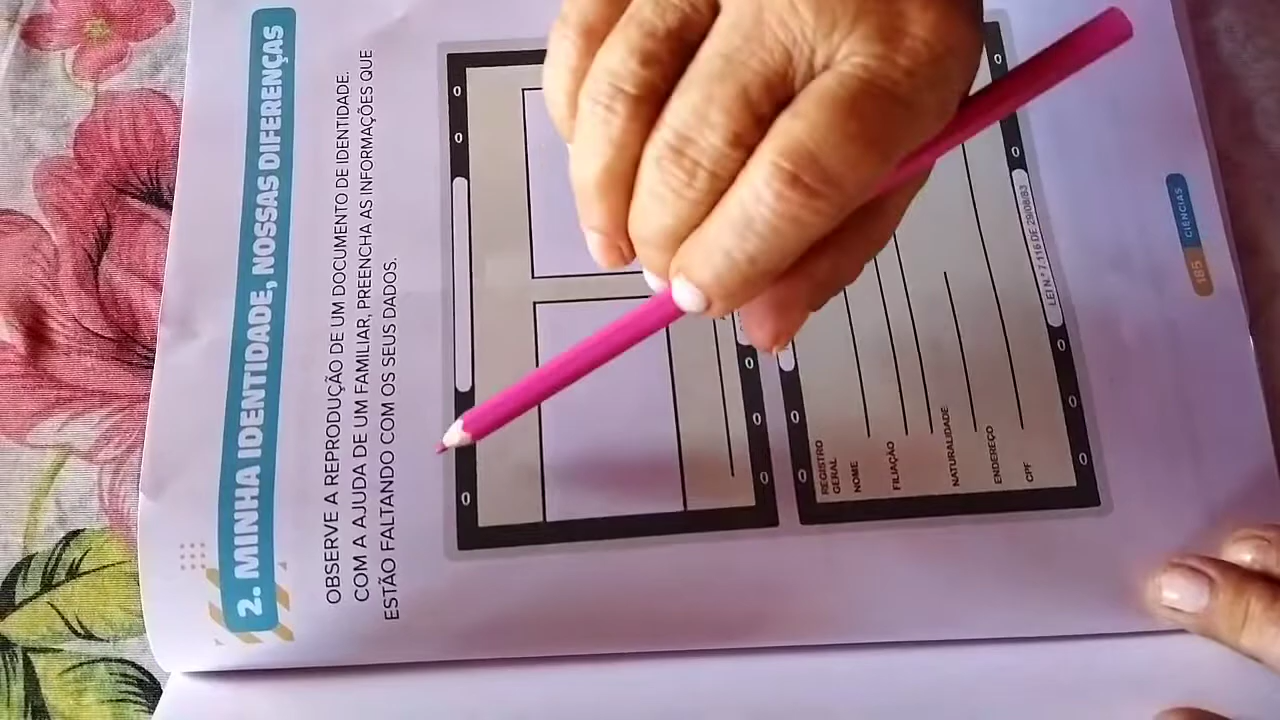 2. MINHA IDENTIDADE, NOSSAS DIFERENÇAS
OBSERVE A REPRODUÇÃO DE UM DOCUMENTO DE IDENTIDADE.
COM A AJUDA DE UM FAMILIAR, PREENCHA AS INFORMAÇÕES QUE
ESTÃO FALTANDO COM OS SEUS DADOS.
REGISTRO
GERAL
NOME
FILIAÇÃO
NATURALIDADE
ENDEREÇO
CPF
LEI N.º 7.116 DE 29/08/83
185 CIÊNCIAS